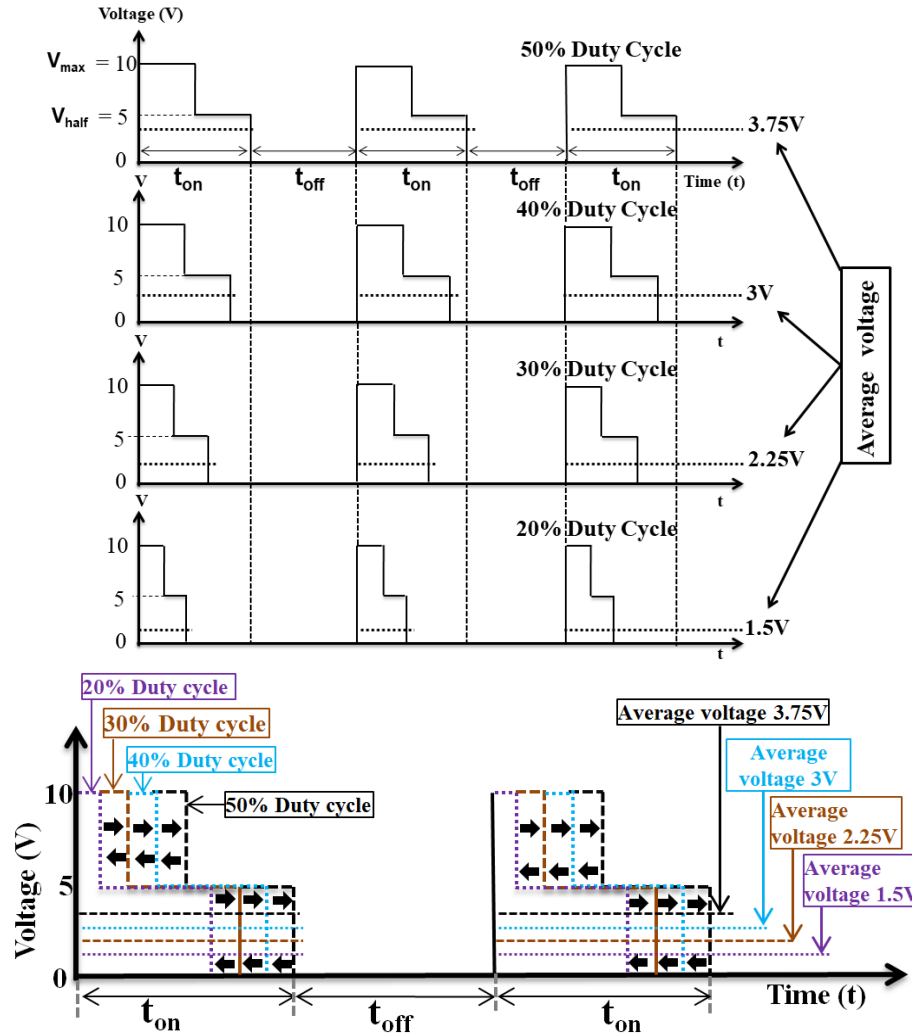 Voltage (V)
50% Duty Cycle
Vmax = 10
Vhalf = 5
3.75V
0
ton
toff
ton
toff
ton
Time (t)
V
40% Duty Cycle
10
5
3V
0
t
V
30% Duty Cycle
10
5
2.25V
0
t
V
20% Duty Cycle
10
5
1.5V
0
t
Average voltage
20% Duty cycle
30% Duty cycle
40% Duty cycle
50% Duty cycle
Average voltage 3.75V
Average
voltage 3V
Average
voltage 2.25V
Average
voltage 1.5V
Voltage (V)
10
5
0
ton
toff
ton
Time (t)